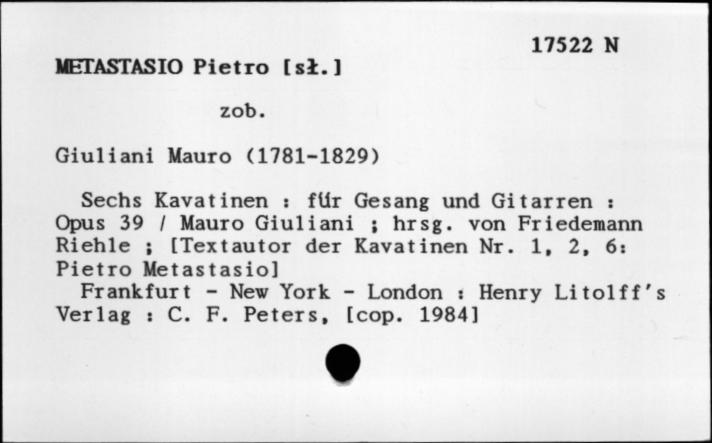 17522 N
METASTASIO Pietro [sł.]
zob.
Giuliani Mauro (1781-1829)
Sechs Kavatinen : für Gesang und Gitarren :
Opus 39 / Mauro Giuliani ; hrsg. von Friedemann
Riehle ; [Textautor der Kavatinen Nr. 1, 2, 6:
Pietro Metastasio]
Frankfurt - New York - London : Henry Litolff's
Verlag : C. F. Peters, [cop. 1984]